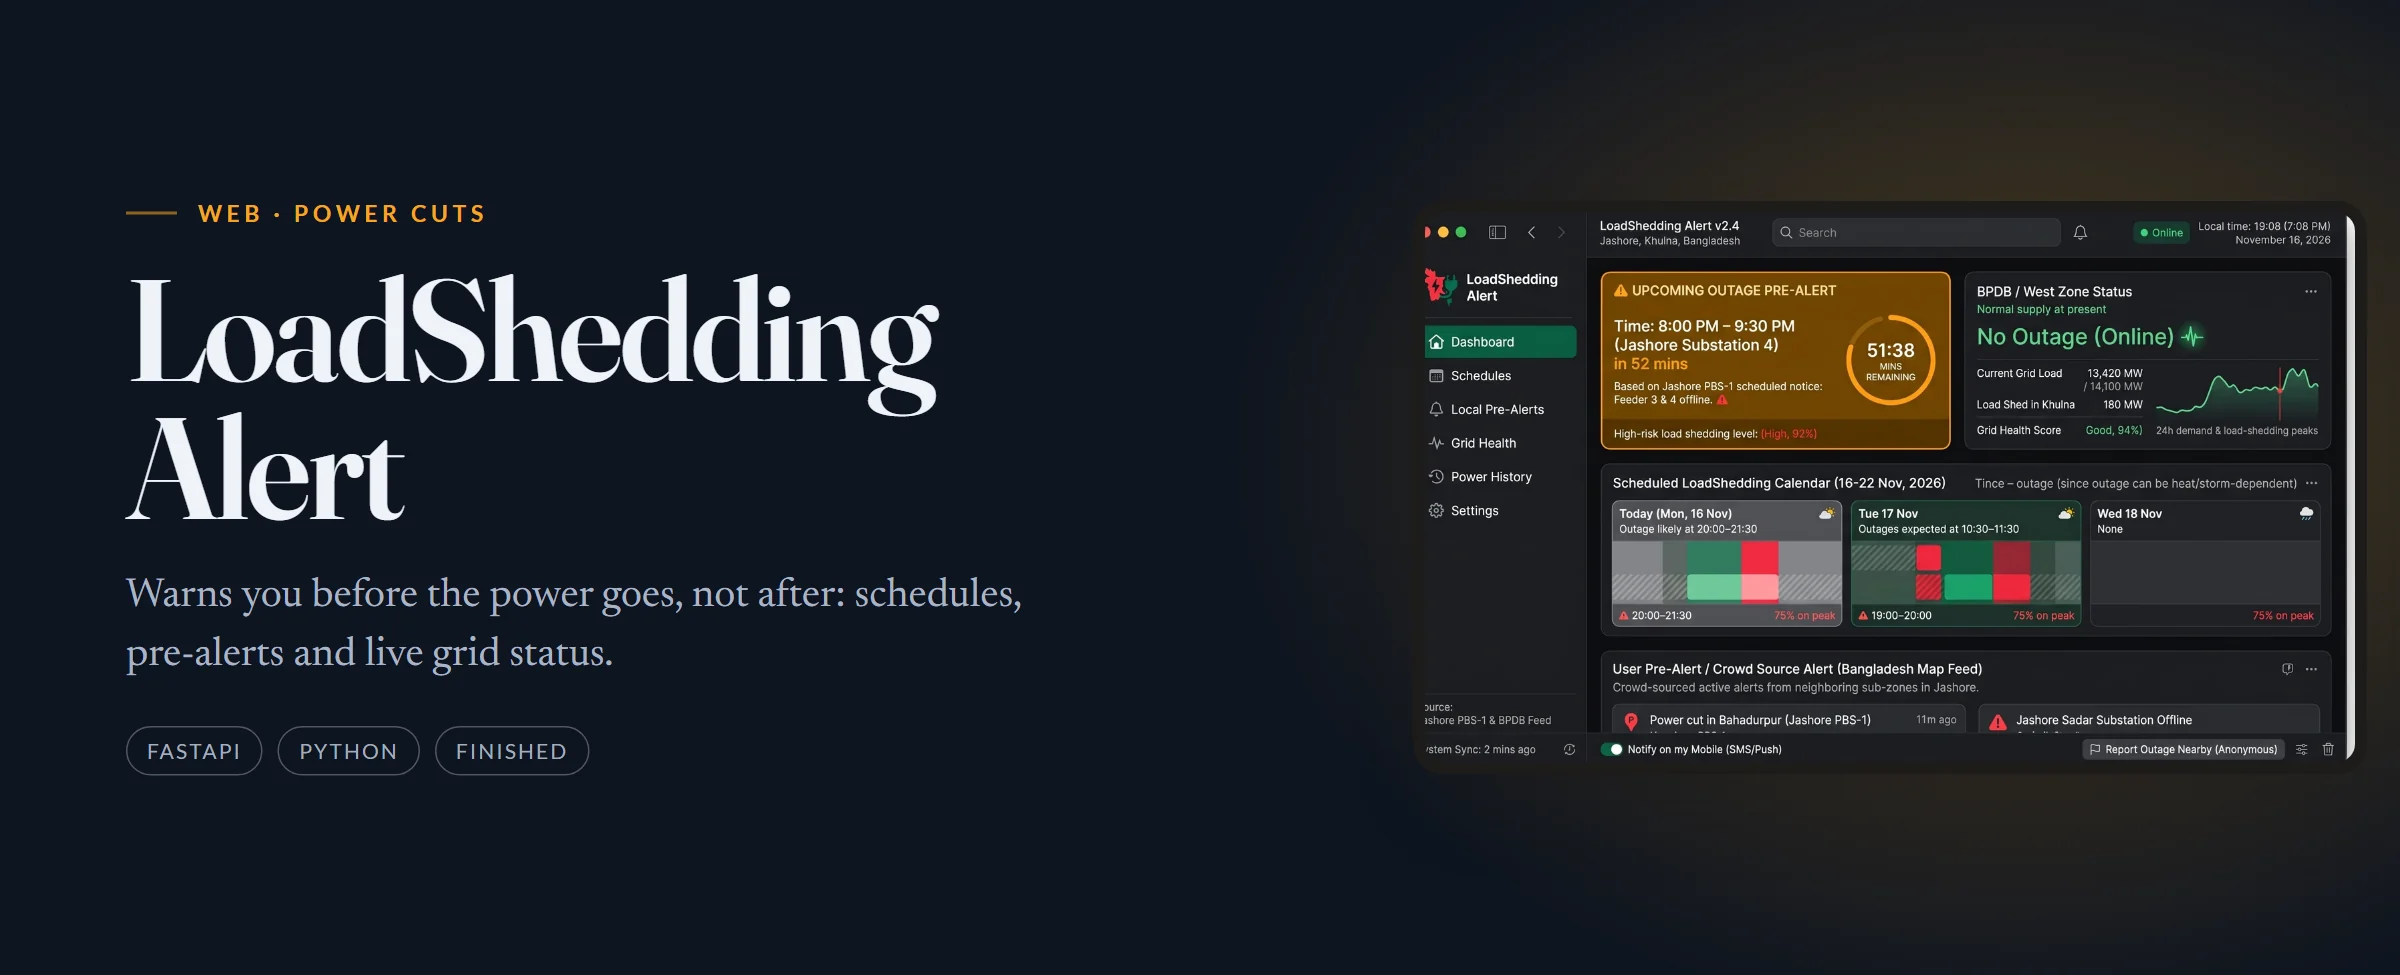 WEB · POWER CUTS
LoadShedding
Alert
Warns you before the power goes, not after: schedules,
pre-alerts and live grid status.
FASTAPI
PYTHON
FINISHED
LoadShedding Alert v2.4
Jashore, Khulna, Bangladesh
Search
Online
Local time: 19:08 (7:08 PM)
November 16, 2026
LoadShedding
Alert
Dashboard
Schedules
Local Pre-Alerts
Grid Health
Power History
Settings
ource:
ashore PBS-1 & BPDB Feed
ystem Sync: 2 mins ago
UPCOMING OUTAGE PRE-ALERT
Time: 8:00 PM – 9:30 PM
(Jashore Substation 4)
in 52 mins
Based on Jashore PBS-1 scheduled notice:
Feeder 3 & 4 offline.
51:38
MINS
REMAINING
High-risk load shedding level: (High, 92%)
BPDB / West Zone Status
Normal supply at present
No Outage (Online)
Current Grid Load 13,420 MW
/ 14,100 MW
Load Shed in Khulna 180 MW
Grid Health Score Good, 94%)
24h demand & load-shedding peaks
Scheduled LoadShedding Calendar (16-22 Nov, 2026)
Tince – outage (since outage can be heat/storm-dependent)
Today (Mon, 16 Nov)
Outage likely at 20:00–21:30
20:00–21:30 75% on peak
Tue 17 Nov
Outages expected at 10:30–11:30
19:00–20:00 75% on peak
Wed 18 Nov
None
75% on peak
User Pre-Alert / Crowd Source Alert (Bangladesh Map Feed)
Crowd-sourced active alerts from neighboring sub-zones in Jashore.
Power cut in Bahadurpur (Jashore PBS-1) 11m ago
Jashore Sadar Substation Offline
Notify on my Mobile (SMS/Push)
Report Outage Nearby (Anonymous)